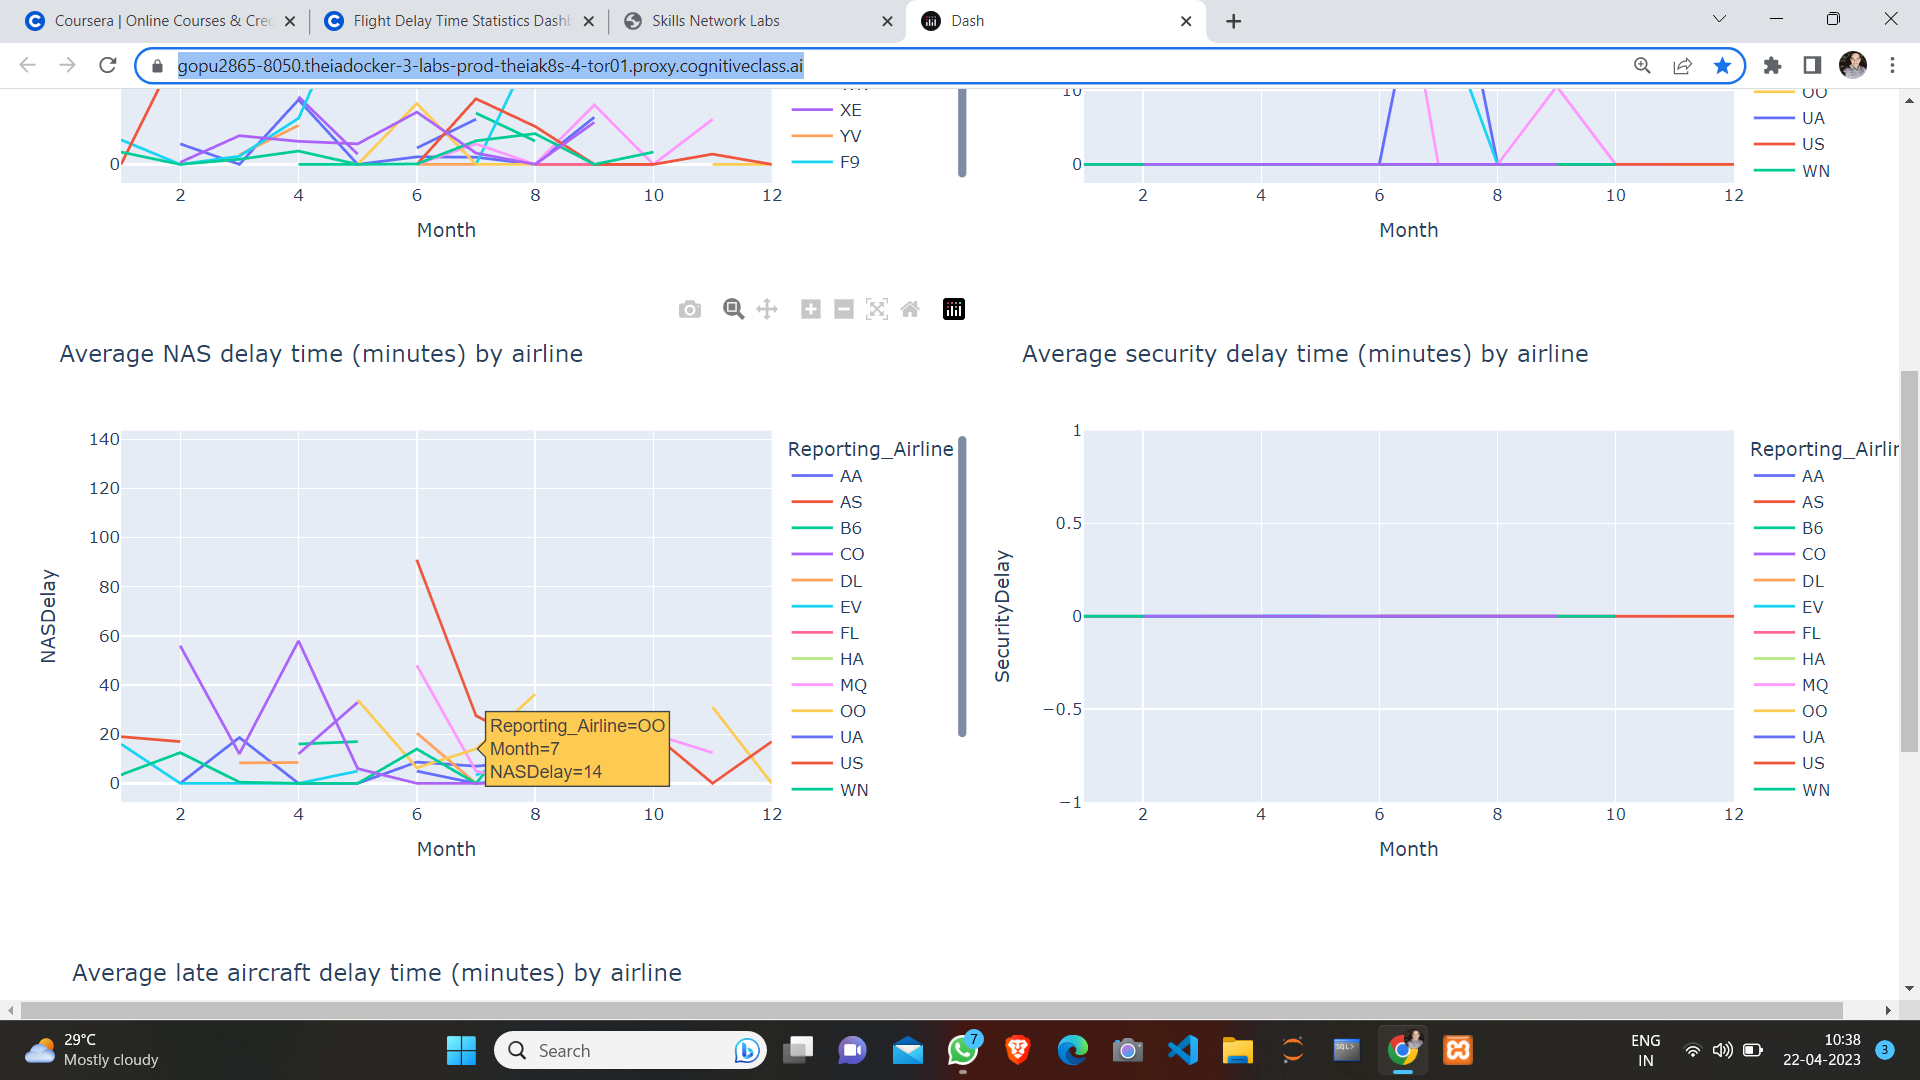 Coursera | Online Courses & Cre
Flight Delay Time Statistics Dash
Skills Network Labs
Dash
gopu2865-8050.theiadocker-3-labs-prod-theiak8s-4-tor01.proxy.cognitiveclass.ai
XE
YV
F9
0
2 4 6 8 10 12
Month
10
0
2 4 6 8 10 12
Month
OO
UA
US
WN
Average NAS delay time (minutes) by airline
140
120
100
80
60
40
20
0
NASDelay
2 4 6 8 10 12
Month
Reporting_Airline=OO
Month=7
NASDelay=14
Reporting_Airline
AA
AS
B6
CO
DL
EV
FL
HA
MQ
OO
UA
US
WN
Average security delay time (minutes) by airline
1
0.5
0
−0.5
−1
SecurityDelay
2 4 6 8 10 12
Month
Reporting_Airlin
AA
AS
B6
CO
DL
EV
FL
HA
MQ
OO
UA
US
WN
Average late aircraft delay time (minutes) by airline
29°C
Mostly cloudy
Search
7
SQL>
ENG
IN
10:38
22-04-2023
3